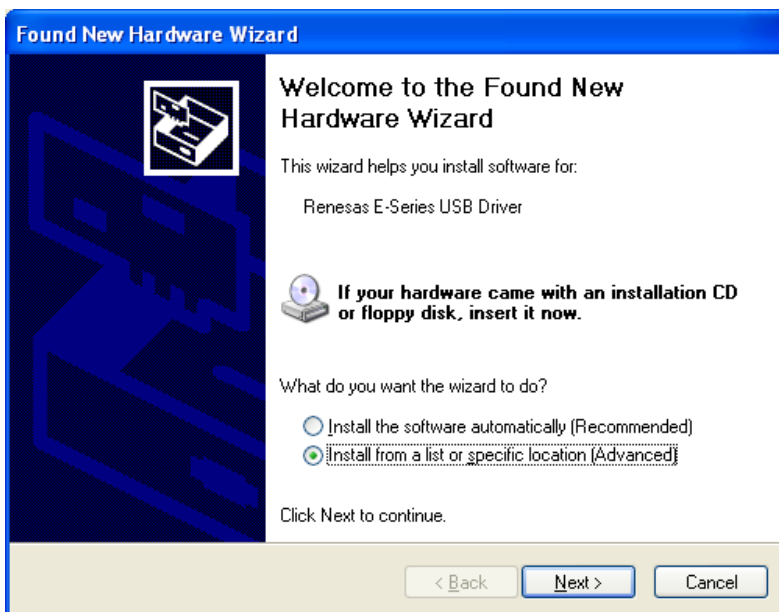 Found New Hardware Wizard
Welcome to the Found New
Hardware Wizard
This wizard helps you install software for:
Renesas E-Series USB Driver
If your hardware came with an installation CD
or floppy disk, insert it now.
What do you want the wizard to do?
Install the software automatically (Recommended)
Install from a list or specific location (Advanced)
Click Next to continue.
< Back
Next >
Cancel